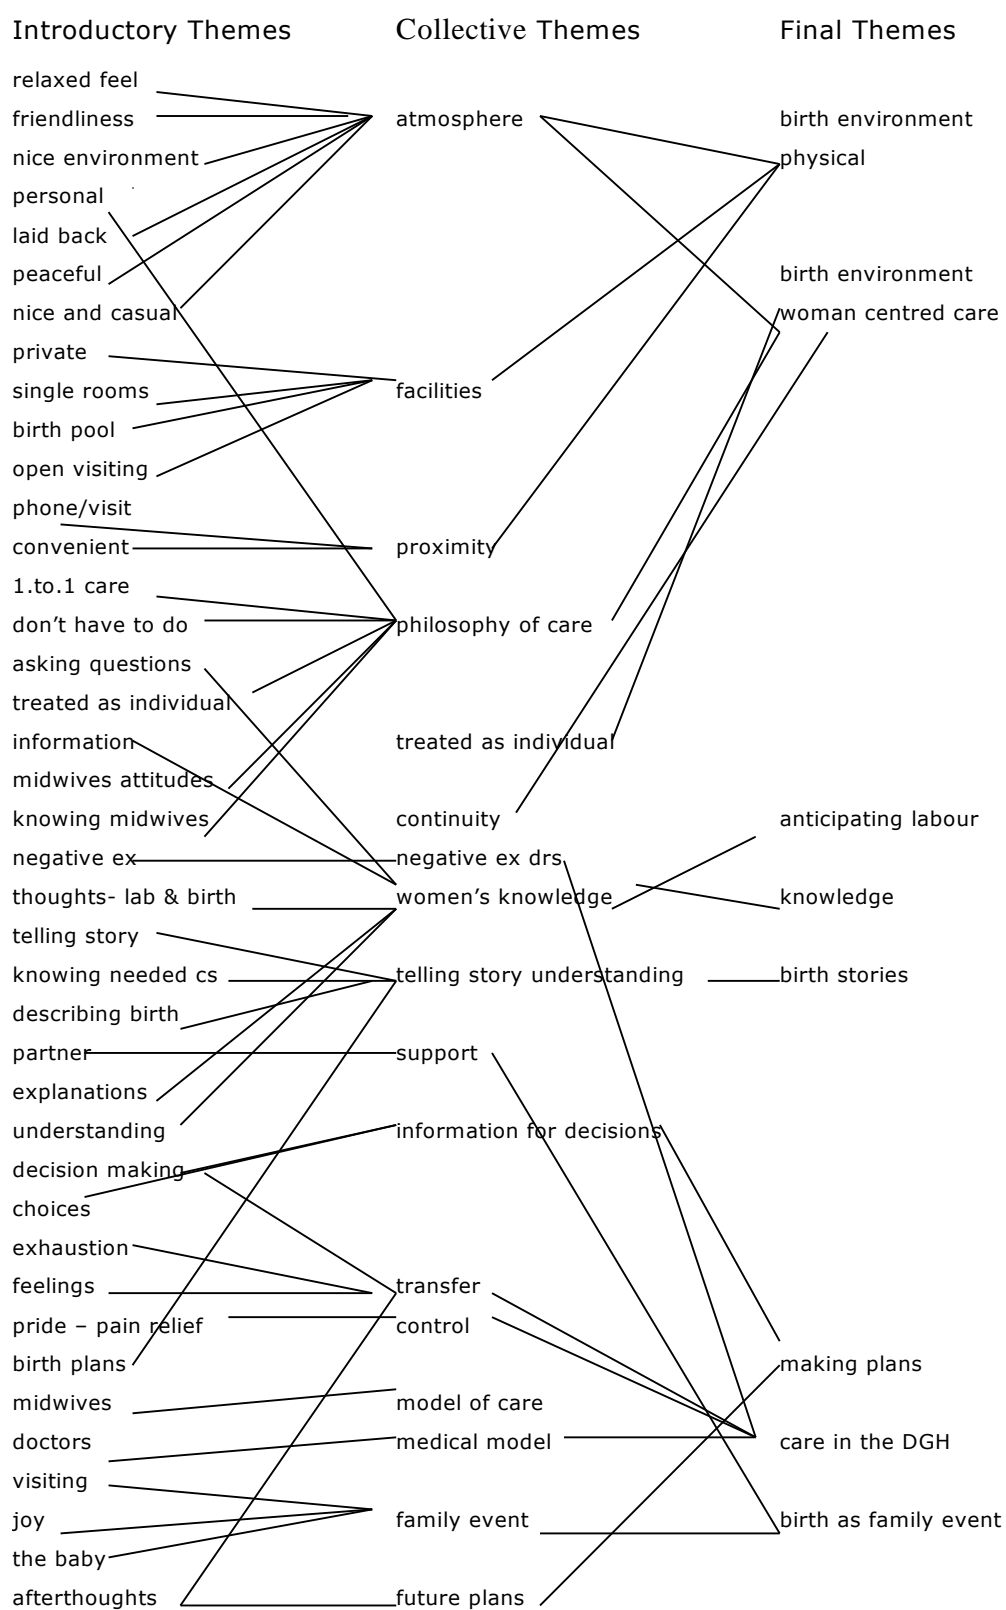 Introductory Themes
Collective Themes
Final Themes
relaxed feel
friendliness
nice environment
personal
laid back
peaceful
nice and casual
private
single rooms
birth pool
open visiting
phone/visit
convenient
1.to.1 care
don’t have to do
asking questions
treated as individual
information
midwives attitudes
knowing midwives
negative ex
thoughts- lab & birth
telling story
knowing needed cs
describing birth
partner
explanations
understanding
decision making
choices
exhaustion
feelings
pride – pain relief
birth plans
midwives
doctors
visiting
joy
the baby
afterthoughts
atmosphere
facilities
proximity
philosophy of care
treated as individual
continuity
negative ex drs
women’s knowledge
telling story understanding
support
information for decisions
transfer
control
model of care
medical model
family event
future plans
birth environment
physical
birth environment
woman centred care
anticipating labour
knowledge
birth stories
making plans
care in the DGH
birth as family event